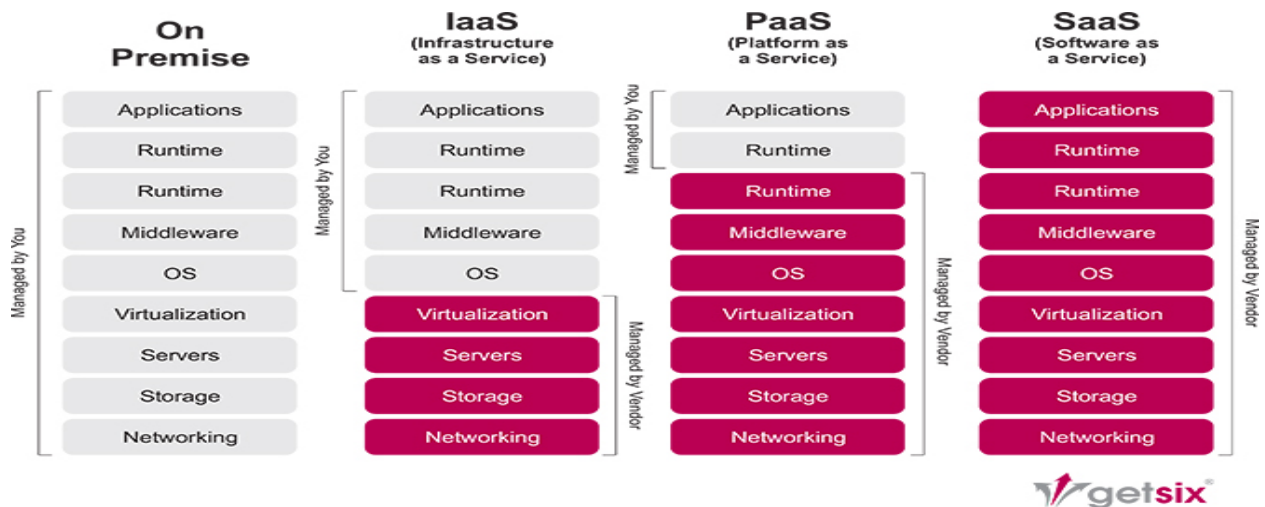 On
Premise
Applications
Runtime
Runtime
Middleware
OS
Virtualization
Servers
Storage
Networking
Managed by You
IaaS
(Infrastructure
as a Service)
Applications
Runtime
Runtime
Middleware
OS
Virtualization
Servers
Storage
Networking
Managed by You
Managed by Vendor
PaaS
(Platform as
a Service)
Applications
Runtime
Runtime
Middleware
OS
Virtualization
Servers
Storage
Networking
Managed by You
Managed by Vendor
SaaS
(Software as
a Service)
Applications
Runtime
Runtime
Middleware
OS
Virtualization
Servers
Storage
Networking
Managed by Vendor
getsix®